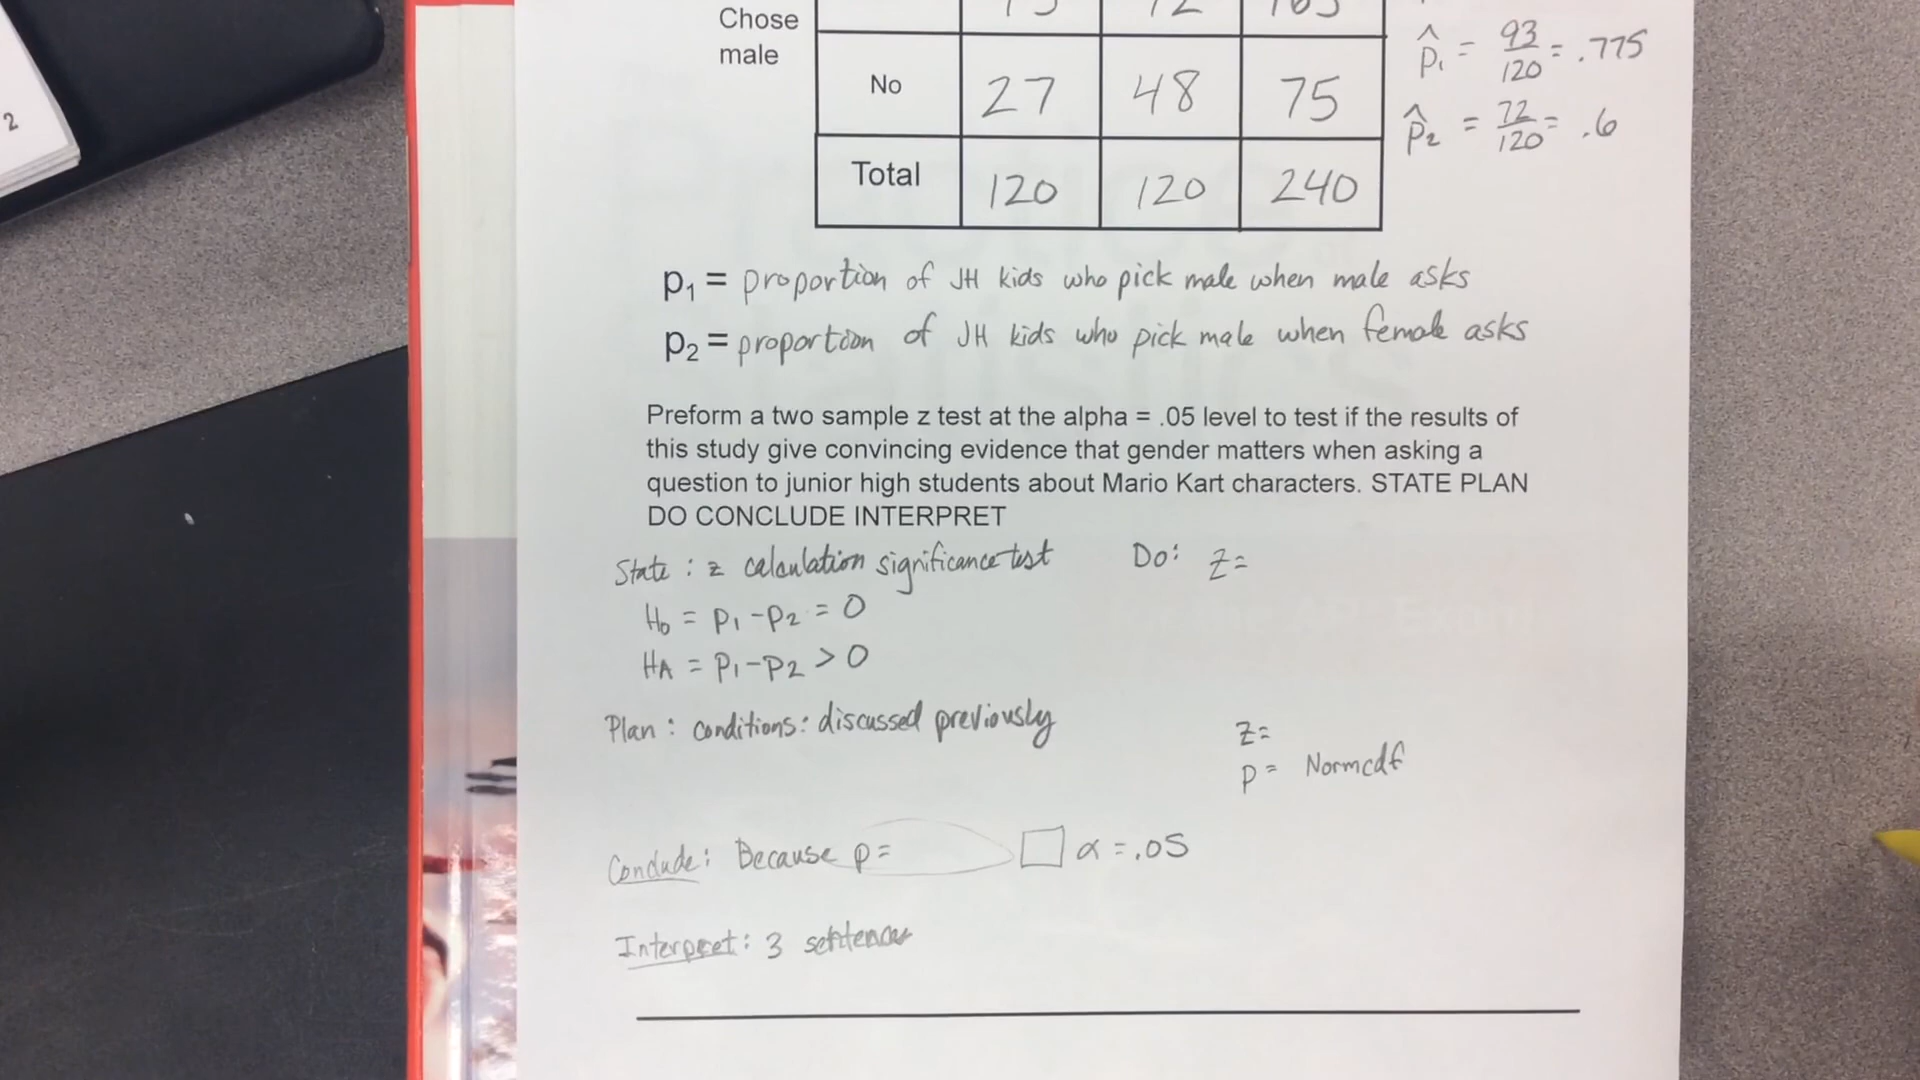 2
Chose
male
No 27 48 75
Total 120 120 240
p̂₁ = 93/120 = .775
p̂₂ = 72/120 = .6
p₁ = proportion of JH kids who pick male when male asks
p₂ = proportion of JH kids who pick male when female asks
Preform a two sample z test at the alpha = .05 level to test if the results of
this study give convincing evidence that gender matters when asking a
question to junior high students about Mario Kart characters. STATE PLAN
DO CONCLUDE INTERPRET
State : z calculation significance test
H₀ = p₁ - p₂ = 0
HA = p₁ - p₂ > 0
Plan : conditions: discussed previously
Do: z=
z=
p= Normcdf
Conclude: Because p= □ α = .05
Interpret: 3 sentences